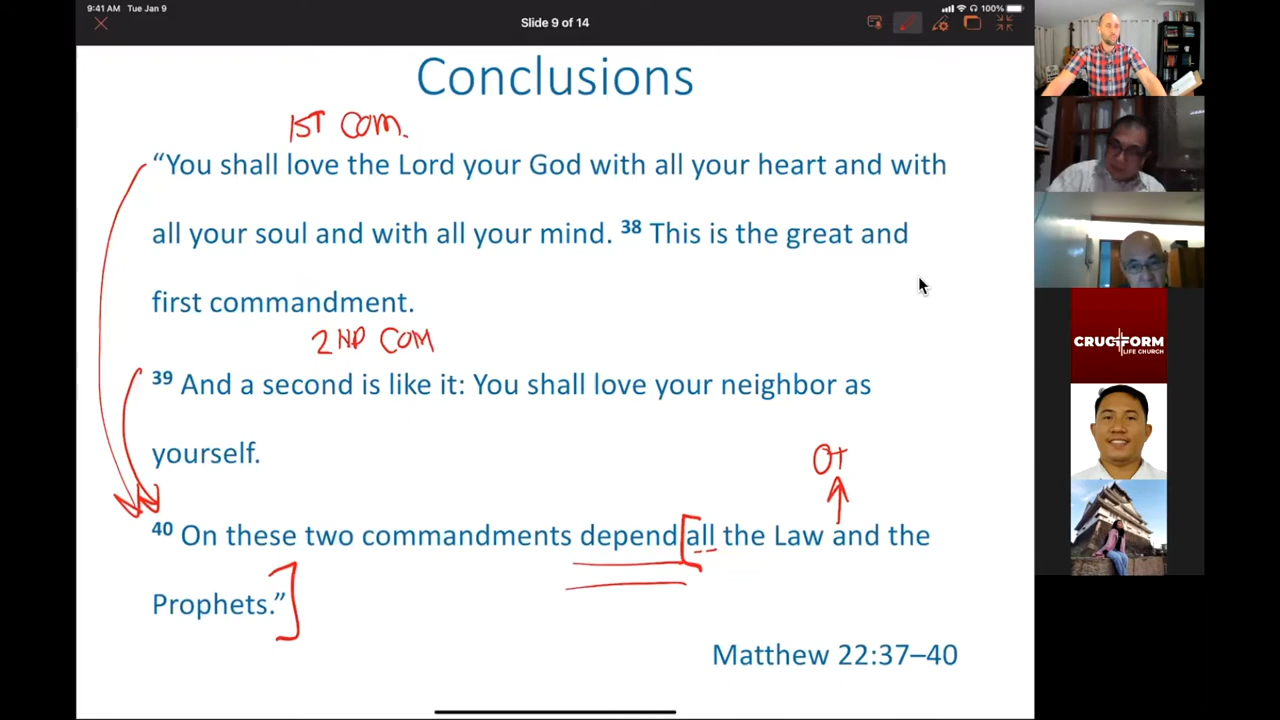 9:41 AM Tue Jan 9
100%
Slide 9 of 14
Conclusions
1ST COM.
“You shall love the Lord your God with all your heart and with
all your soul and with all your mind. 38 This is the great and
first commandment.
2ND COM
39 And a second is like it: You shall love your neighbor as
yourself.
OT
40 On these two commandments depend all the Law and the
Prophets.”
Matthew 22:37–40
CRUCIFORM
LIFE CHURCH